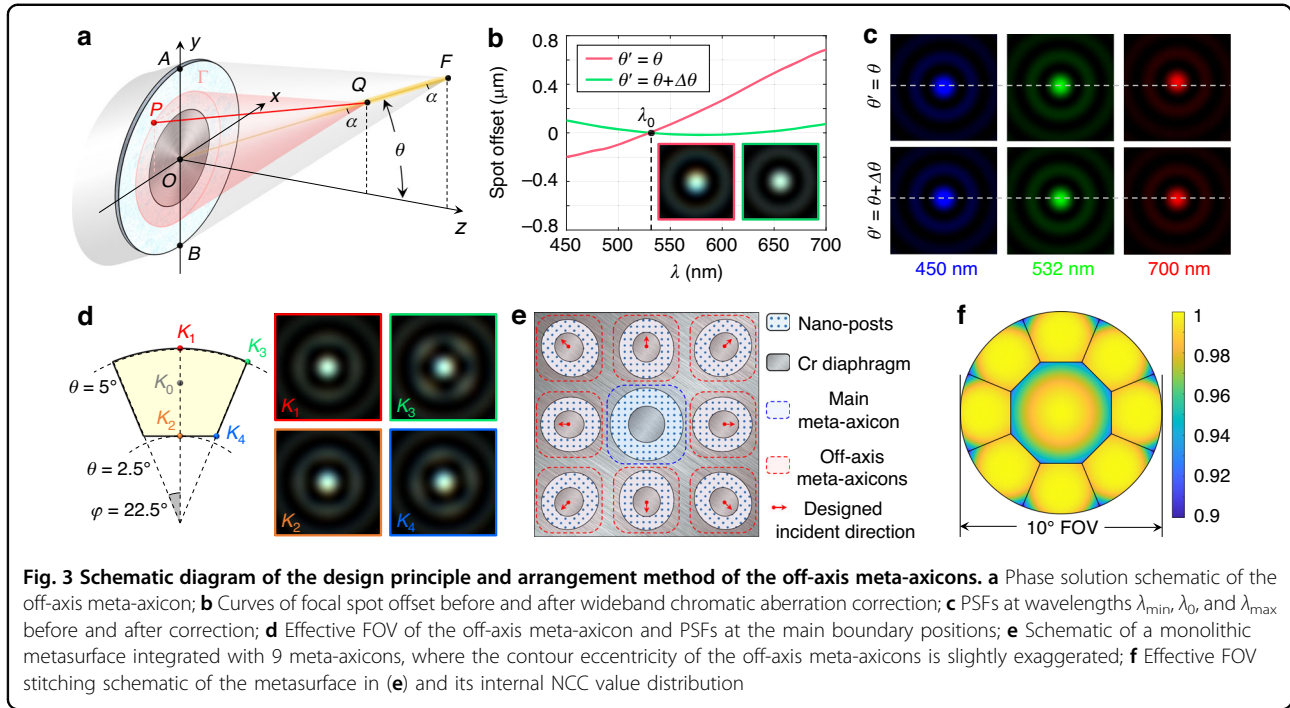 a
y
A
Γ
F
Q
x
P
α
α
θ
O
z
B
b
0.8
0.4
0
−0.4
−0.8
Spot offset (μm)
θ′ = θ
θ′ = θ+Δθ
λ0
450 500 550 600 650 700
λ (nm)
c
θ′ = θ
θ′ = θ+Δθ
450 nm 532 nm 700 nm
d
K1
K3
θ = 5°
K0
K2
K4
θ = 2.5°
φ = 22.5°
K1
K3
K2
K4
e
Nano-posts
Cr diaphragm
Main
meta-axicon
Off-axis
meta-axicons
Designed
incident direction
f
1
0.98
0.96
0.94
0.92
0.9
10° FOV
Fig. 3 Schematic diagram of the design principle and arrangement method of the off-axis meta-axicons. a Phase solution schematic of the
off-axis meta-axicon; b Curves of focal spot offset before and after wideband chromatic aberration correction; c PSFs at wavelengths λmin, λ0, and λmax
before and after correction; d Effective FOV of the off-axis meta-axicon and PSFs at the main boundary positions; e Schematic of a monolithic
metasurface integrated with 9 meta-axicons, where the contour eccentricity of the off-axis meta-axicons is slightly exaggerated; f Effective FOV
stitching schematic of the metasurface in (e) and its internal NCC value distribution